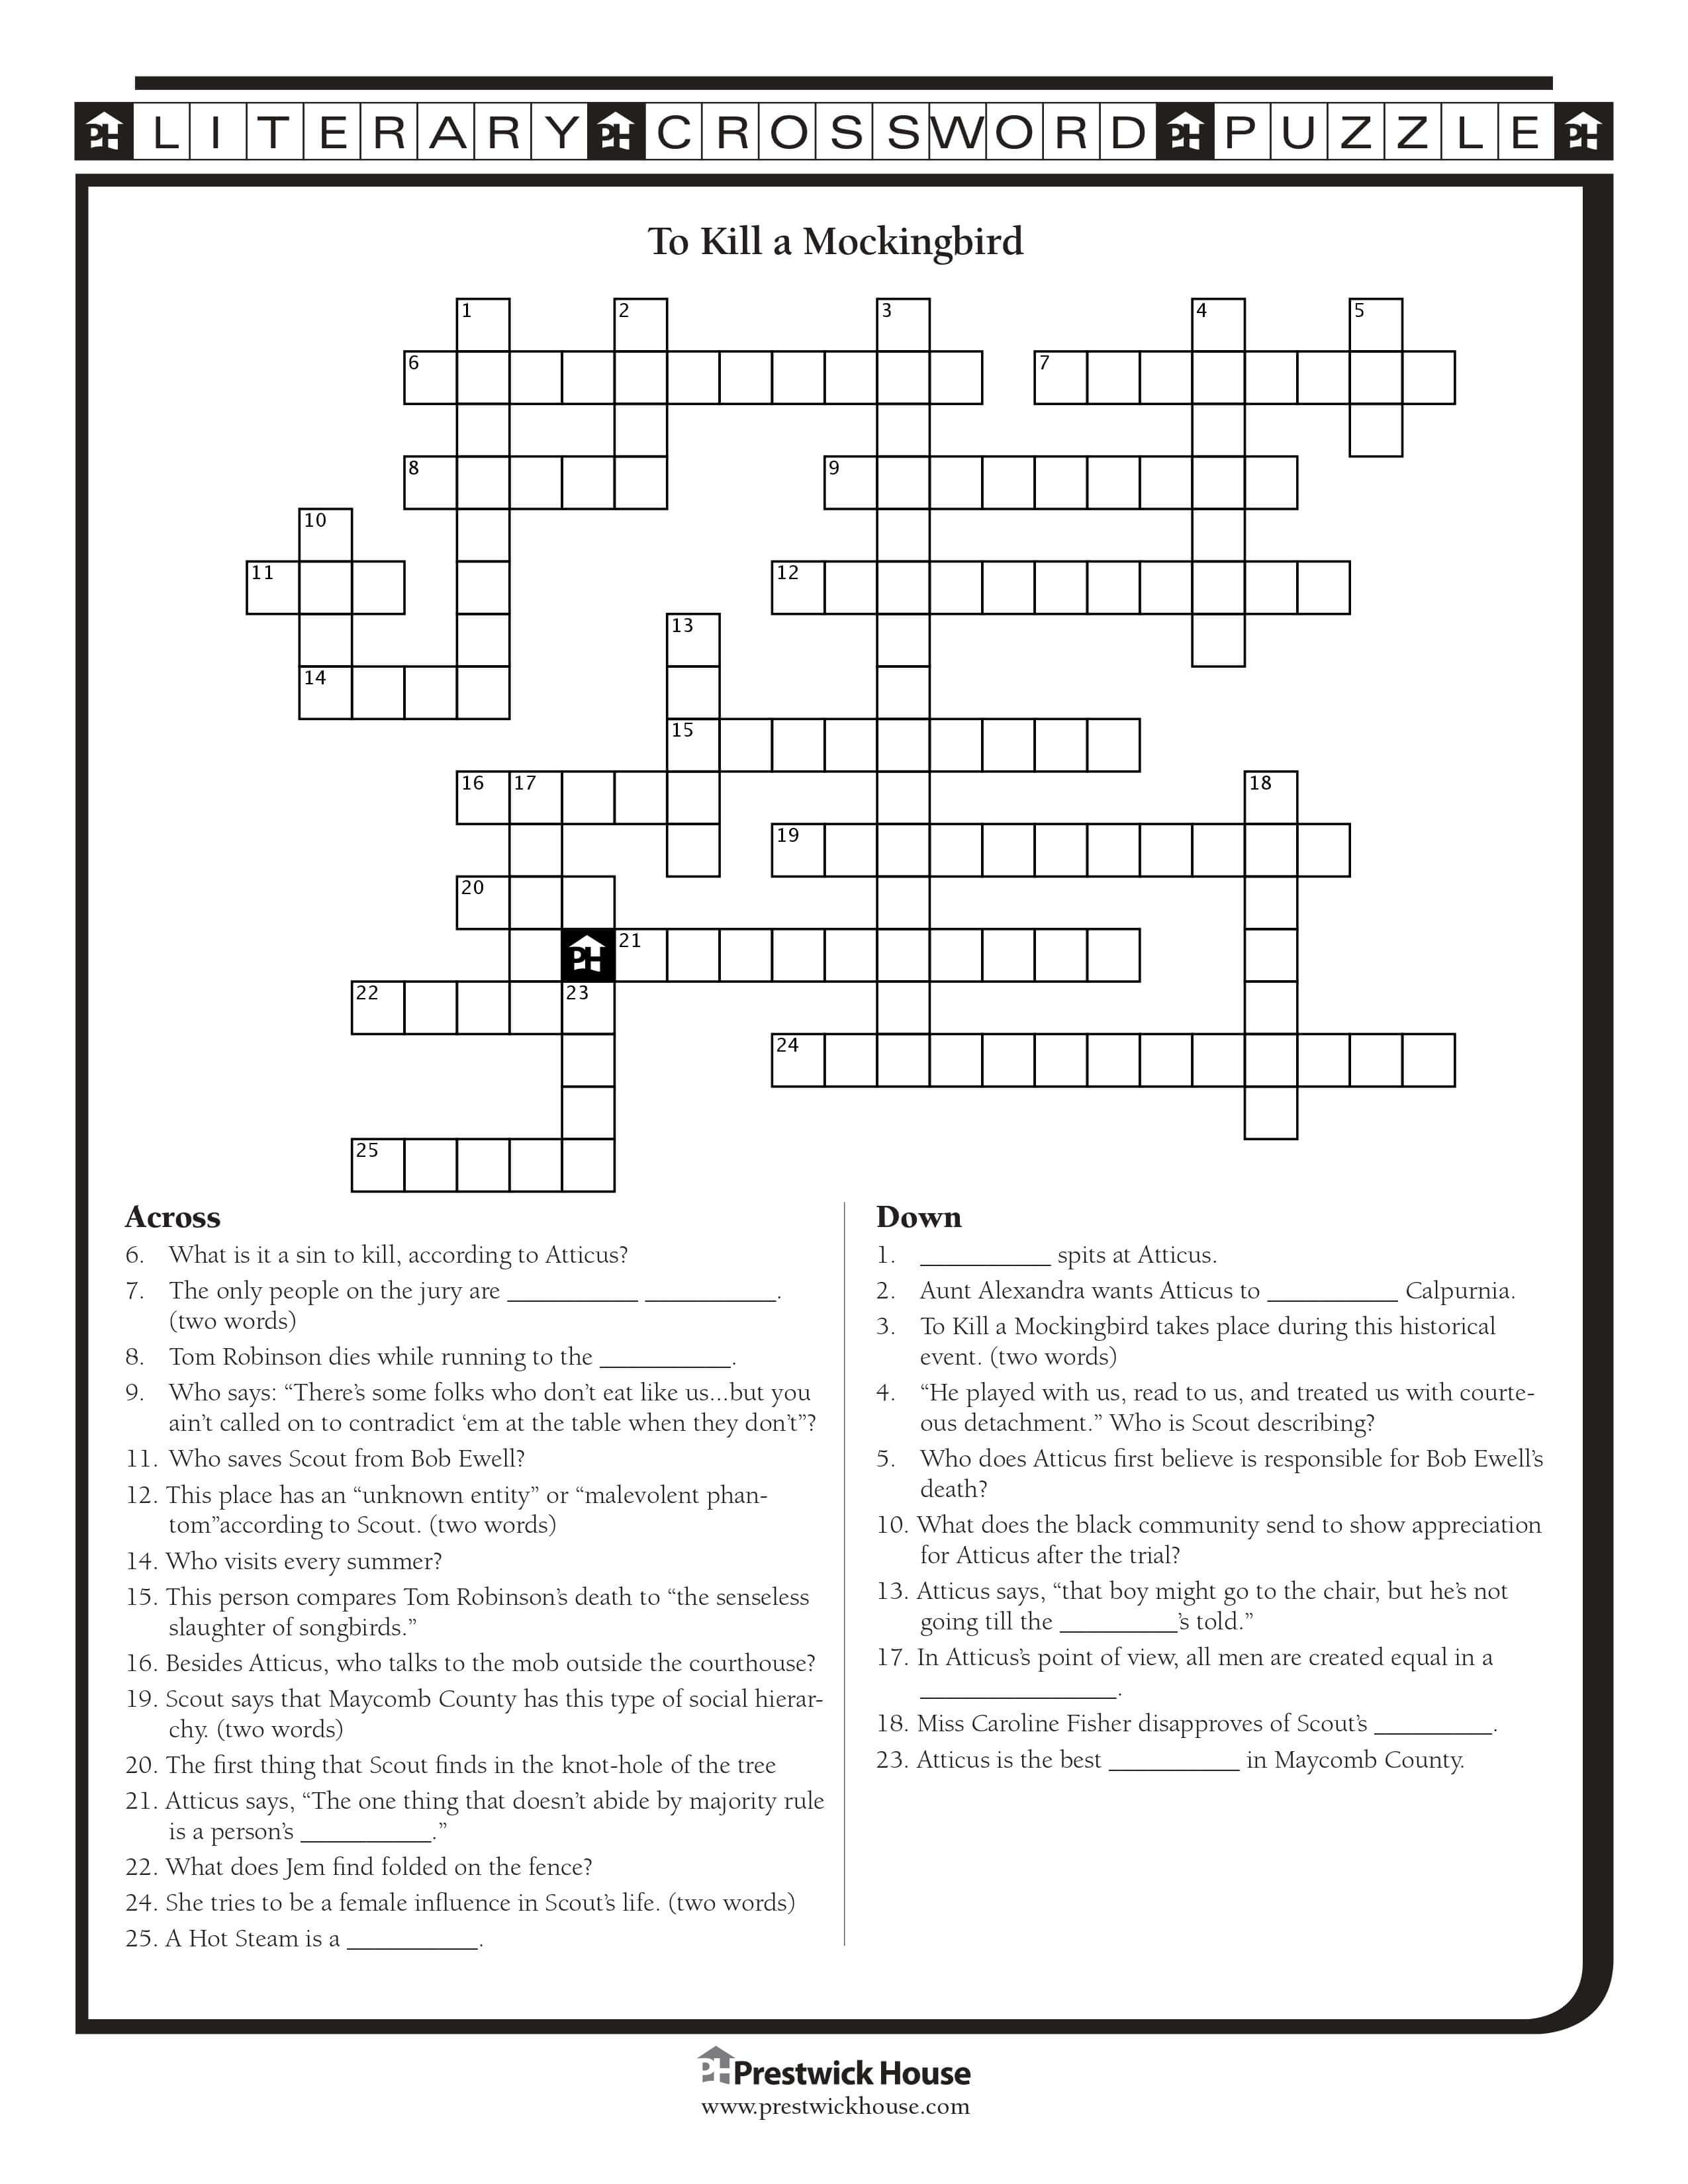 LITERARY CROSSWORD PUZZLE
To Kill a Mockingbird
1 2 3 4 5
6 7
8 9
10
11 12
13
14
15
16 17 18
19
20
PH 21
22 23
24
25
Across
6. What is it a sin to kill, according to Atticus?
7. The only people on the jury are __________ __________.
(two words)
8. Tom Robinson dies while running to the __________.
9. Who says: “There’s some folks who don’t eat like us...but you
ain’t called on to contradict ‘em at the table when they don’t”?
11. Who saves Scout from Bob Ewell?
12. This place has an “unknown entity” or “malevolent phan-
tom”according to Scout. (two words)
14. Who visits every summer?
15. This person compares Tom Robinson’s death to “the senseless
slaughter of songbirds.”
16. Besides Atticus, who talks to the mob outside the courthouse?
19. Scout says that Maycomb County has this type of social hierar-
chy. (two words)
20. The first thing that Scout finds in the knot-hole of the tree
21. Atticus says, “The one thing that doesn’t abide by majority rule
is a person’s __________.”
22. What does Jem find folded on the fence?
24. She tries to be a female influence in Scout’s life. (two words)
25. A Hot Steam is a __________.
Down
1. __________ spits at Atticus.
2. Aunt Alexandra wants Atticus to __________ Calpurnia.
3. To Kill a Mockingbird takes place during this historical
event. (two words)
4. “He played with us, read to us, and treated us with courte-
ous detachment.” Who is Scout describing?
5. Who does Atticus first believe is responsible for Bob Ewell’s
death?
10. What does the black community send to show appreciation
for Atticus after the trial?
13. Atticus says, “that boy might go to the chair, but he’s not
going till the _________’s told.”
17. In Atticus’s point of view, all men are created equal in a
_______________.
18. Miss Caroline Fisher disapproves of Scout’s _________.
23. Atticus is the best __________ in Maycomb County.
PH Prestwick House
www.prestwickhouse.com